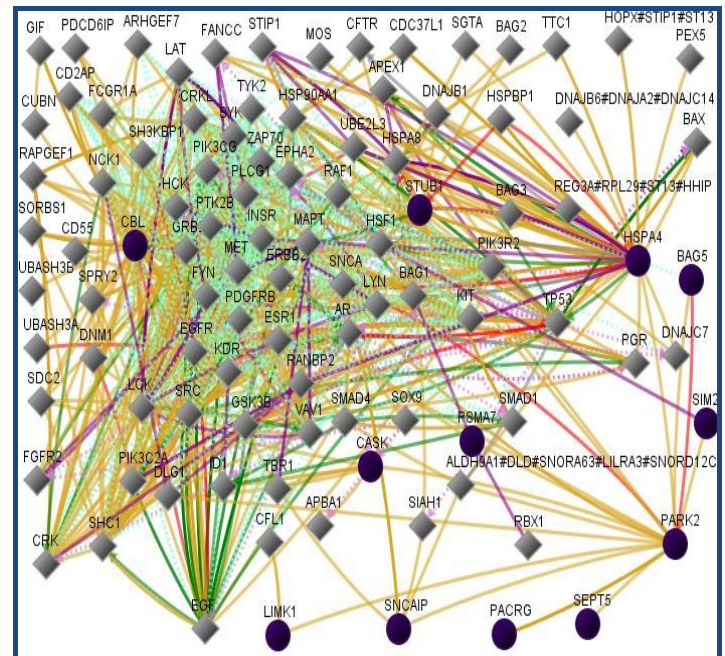 GIF PDCD6IP ARHGEF7 LAT FANCC STIP1 MOS CFTR CDC37L1 SGTA BAG2 TTC1 HOPX#STIP1#ST13
PEX5
CD2AP FCGR1A CRKL SYK TYK2 HSP90AA1 APEX1 DNAJB1 HSPBP1 DNAJB6#DNAJA2#DNAJC14
CUBN SH3KBP1 PIK3CG ZAP70 UBE2L3 BAX
RAPGEF1 NCK1 HCK PLCG1 EPHA2 RAF1 HSPA8 STUB1 BAG3 REG3A#RPL29#ST13#HHIP
SORBS1 CD55 CBL GRB2 PTK2B INSR MAPT HSF1 PIK3R2 HSPA4 BAG5
UBASH3B SPRY2 FYN MET ERBB2 SNCA LYN BAG1 KIT TP53
UBASH3A DNM1 EGFR PDGFRB ESR1 AR PGR DNAJC7
SDC2 LCK SRC KDR RANBP2
GSK3B VAV1 SMAD4 SOX9 PSMA7 SMAD1 SIM2
FGFR2 PIK3C2A DLG1 ID1 TBR1 CASK ALDH9A1#DLD#SNORA63#LILRA3#SNORD12C
CRK SHC1 CFL1 APBA1 SIAH1 RBX1 PARK2
EGF LIMK1 SNCAIP PACRG SEPT5